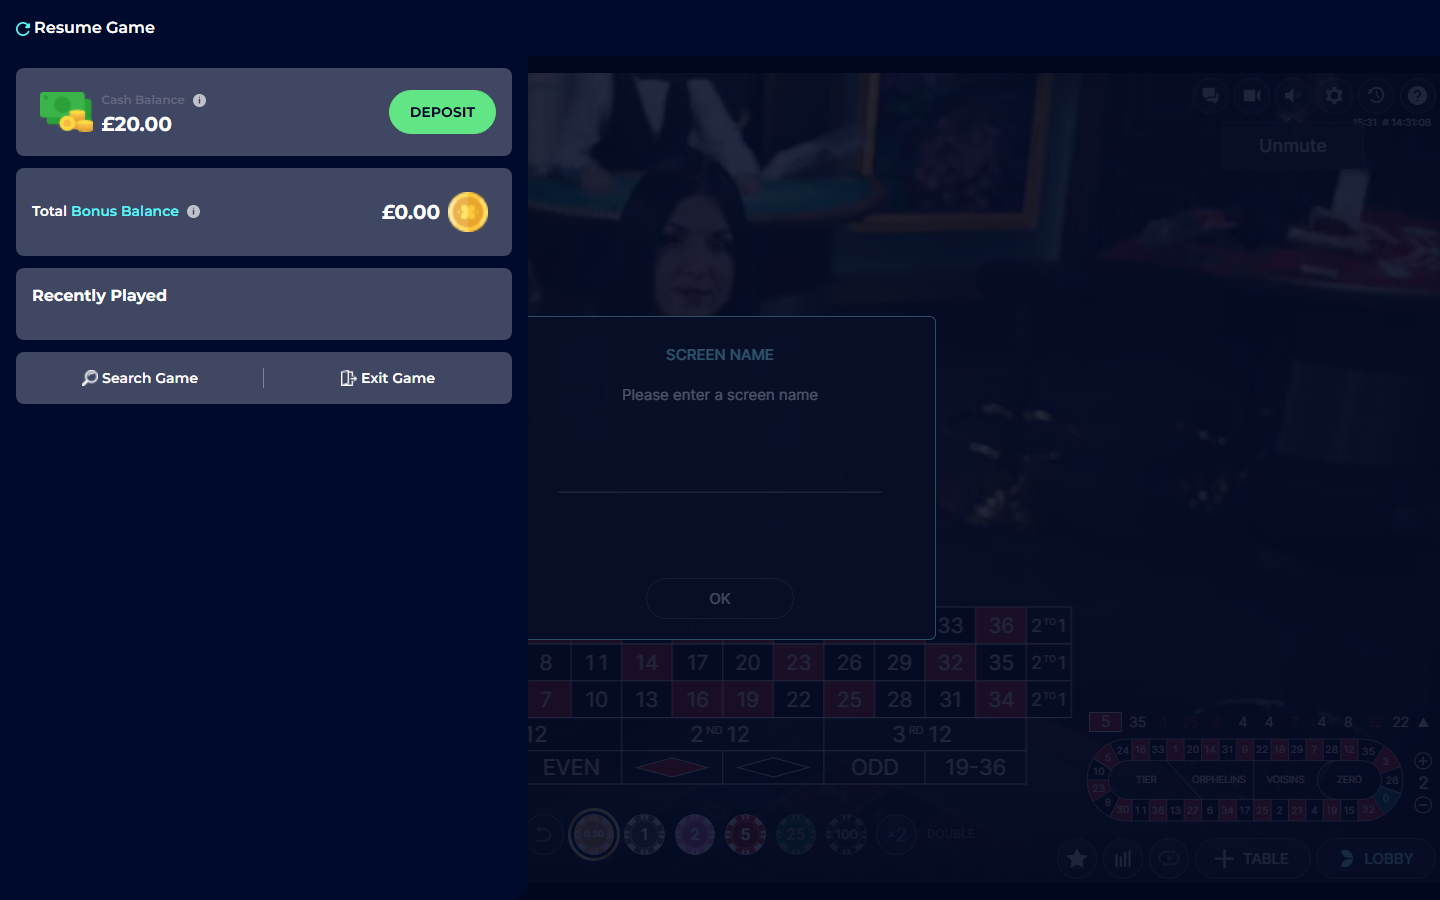 Resume Game
Cash Balance
£20.00
DEPOSIT
Total Bonus Balance
£0.00
Recently Played
Search Game
Exit Game
15:31 # 14:31:08
Unmute
SCREEN NAME
Please enter a screen name
OK
33 36 2 TO 1
8 11 14 17 20 23 26 29 32 35 2 TO 1
7 10 13 16 19 22 25 28 31 34 2 TO 1
12 2 ND 12 3 RD 12
EVEN ODD 19-36
0.50 1 2 5 25 100 ×2 DOUBLE
5 35 4 4 4 8 22
24 16 33 1 20 14 31 9 22 18 29 7 28 12 35
5 3
10 TIER ORPHELINS VOISINS ZERO 26
23 0
8 30 11 36 13 27 6 34 17 25 2 21 4 19 15 32
2
TABLE
LOBBY